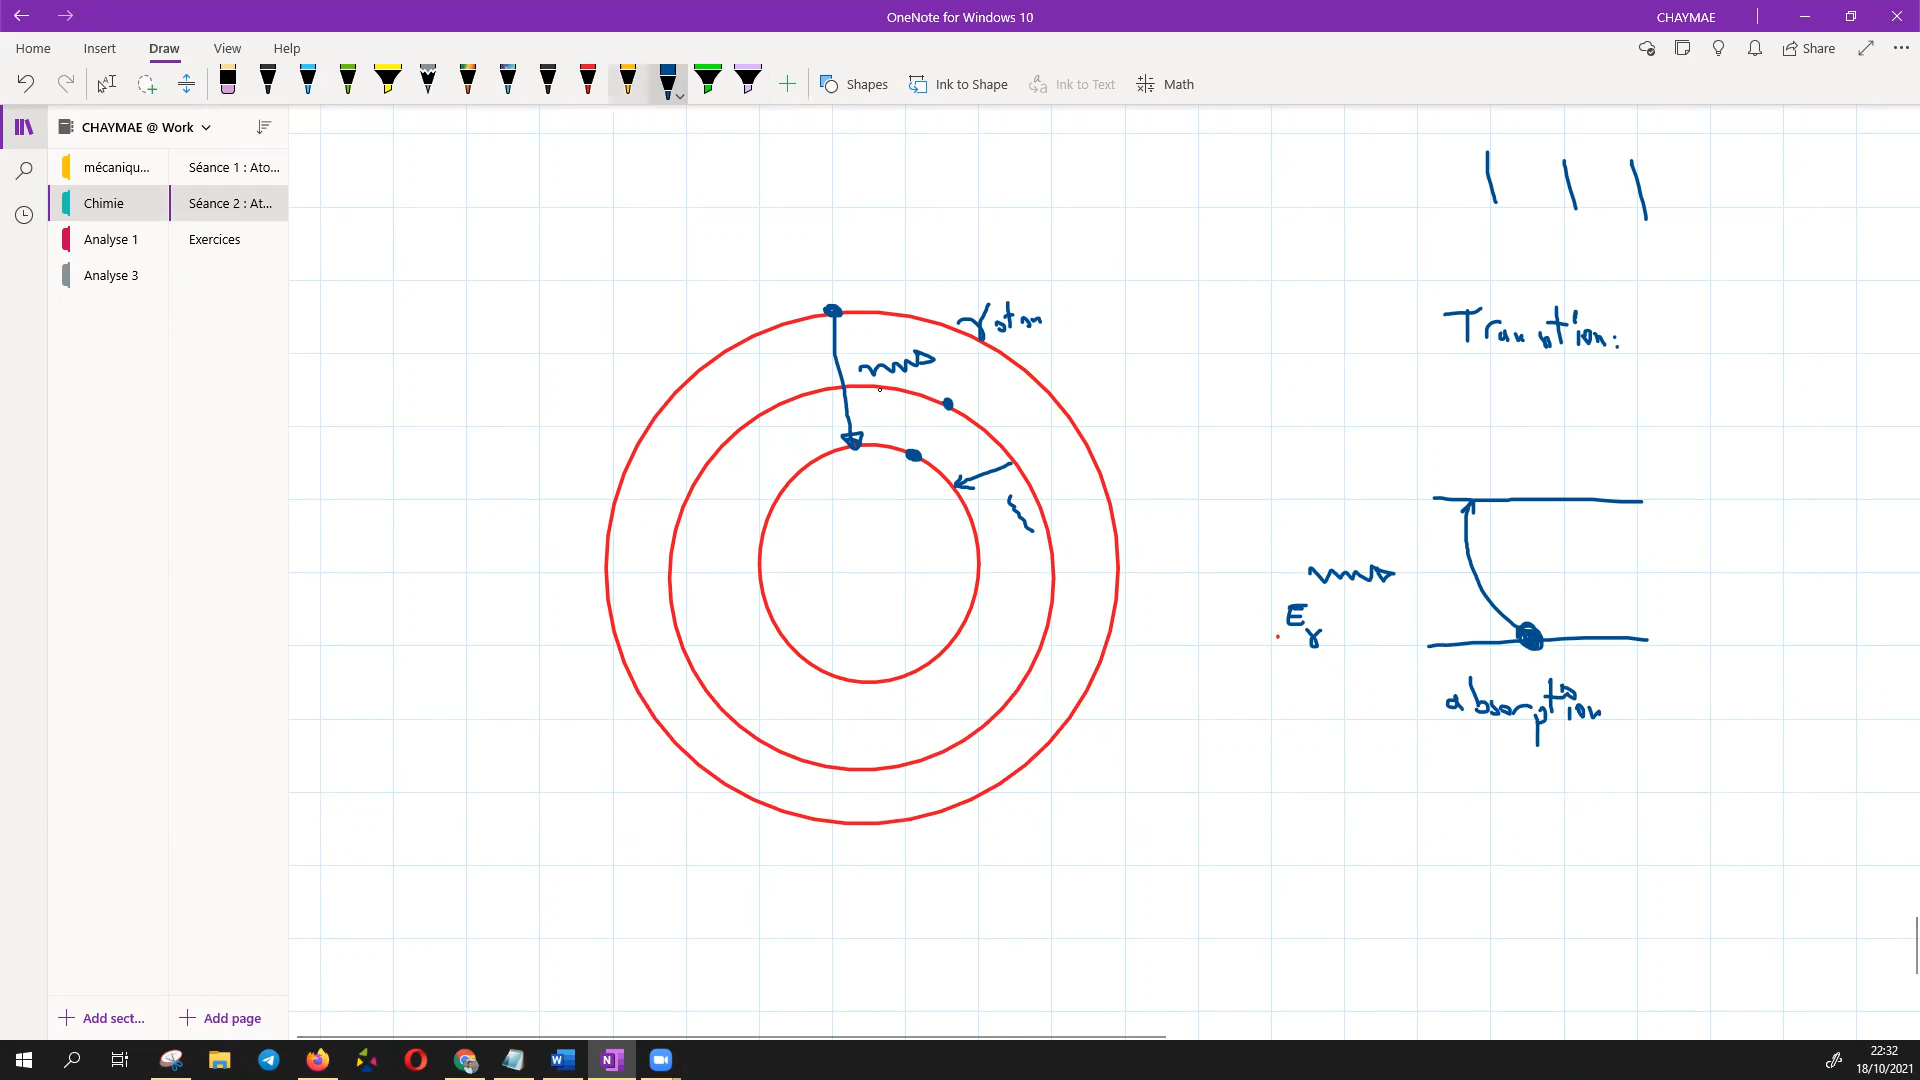 OneNote for Windows 10
CHAYMAE
Home Insert Draw View Help
Share
Shapes Ink to Shape Ink to Text Math
CHAYMAE @ Work
mécaniqu...
Chimie
Analyse 1
Analyse 3
Séance 1 : Ato...
Séance 2 : At...
Exercices
Transition:
Eγ
absorption
Add sect... Add page
22:32
18/10/2021